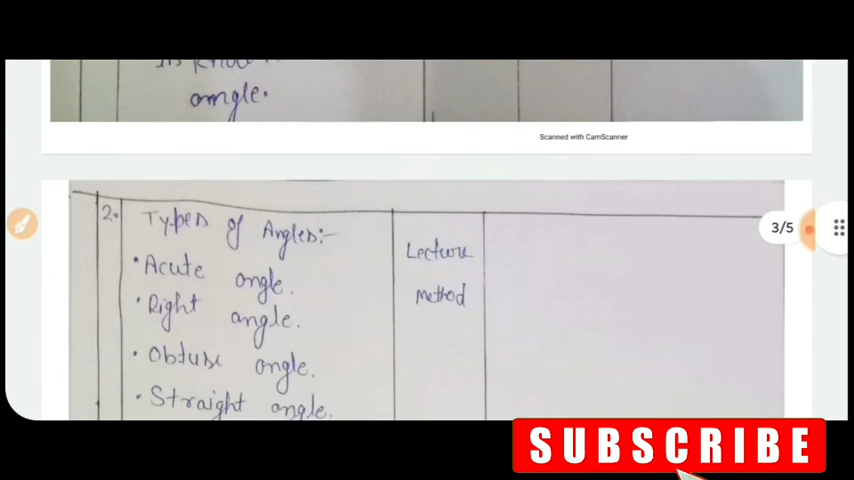 angle.
Scanned with CamScanner
2. Types of Angles:-
• Acute angle.
• Right angle.
• Obtuse angle.
• Straight angle.
Lecture
method
3/5
SUBSCRIBE